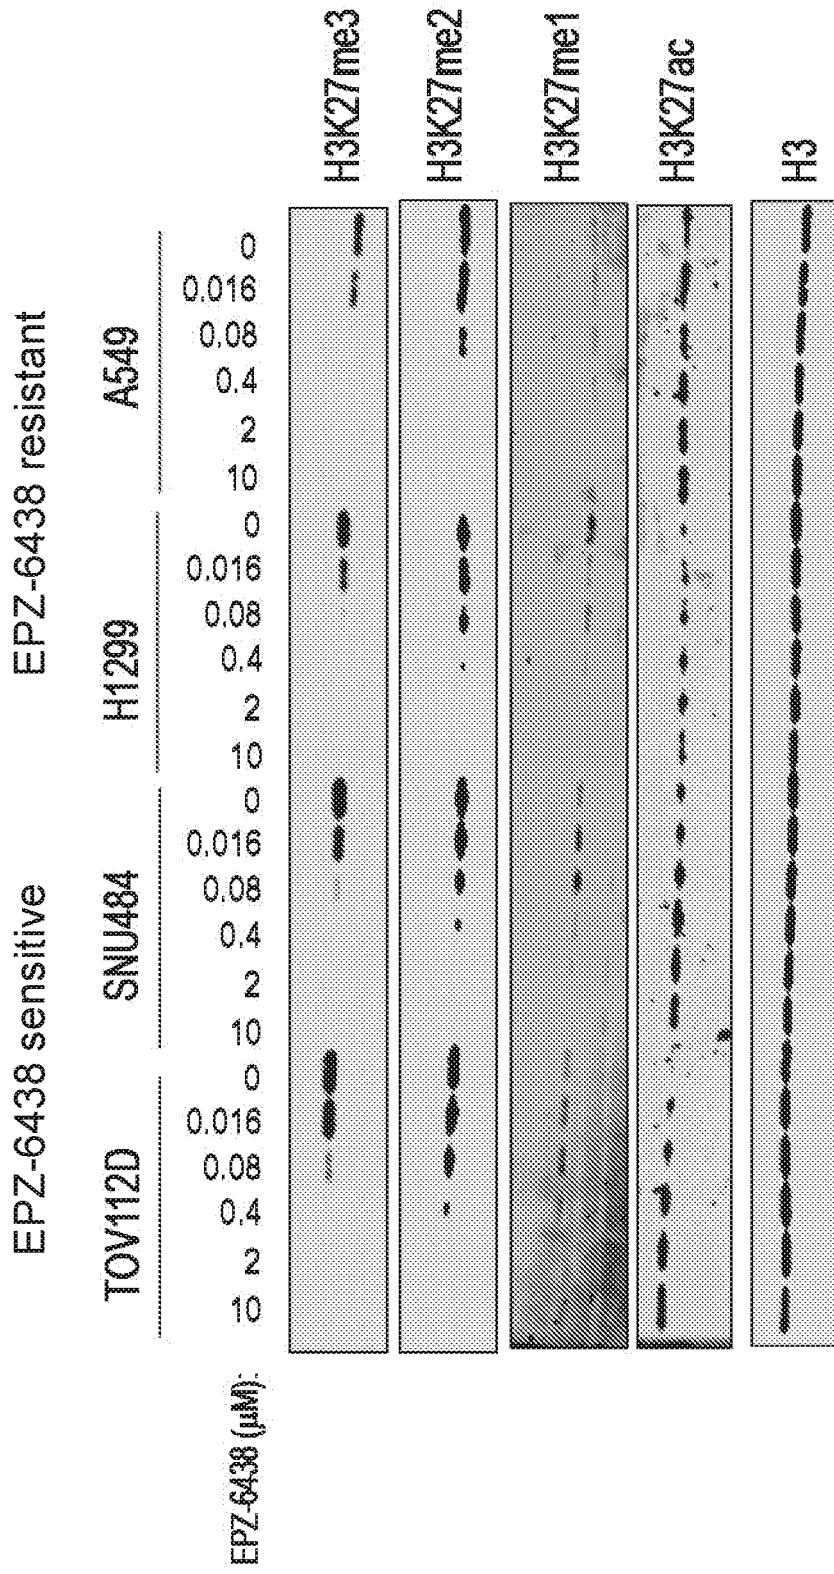 EPZ-6438 sensitive EPZ-6438 resistant
TOV112D SNU484 H1299 A549
EPZ-6438 (µM): 10 2 0.4 0.08 0.016 0 10 2 0.4 0.08 0.016 0 10 2 0.4 0.08 0.016 0 10 2 0.4 0.08 0.016 0
H3K27me3
H3K27me2
H3K27me1
H3K27ac
H3